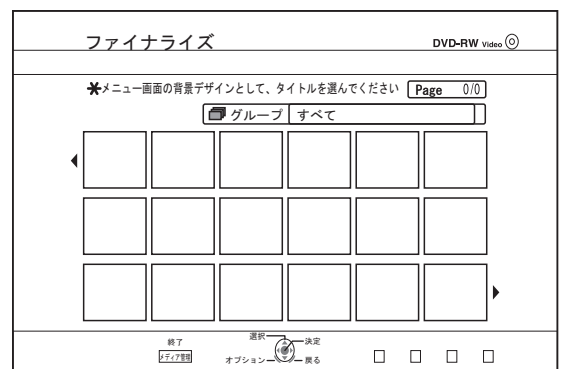 ファイナライズ
DVD-RW Video
*メニュー画面の背景デザインとして、タイトルを選んでください
Page 0/0
グループ すべて
終了
メディア管理
選択
決定
オプション
戻る